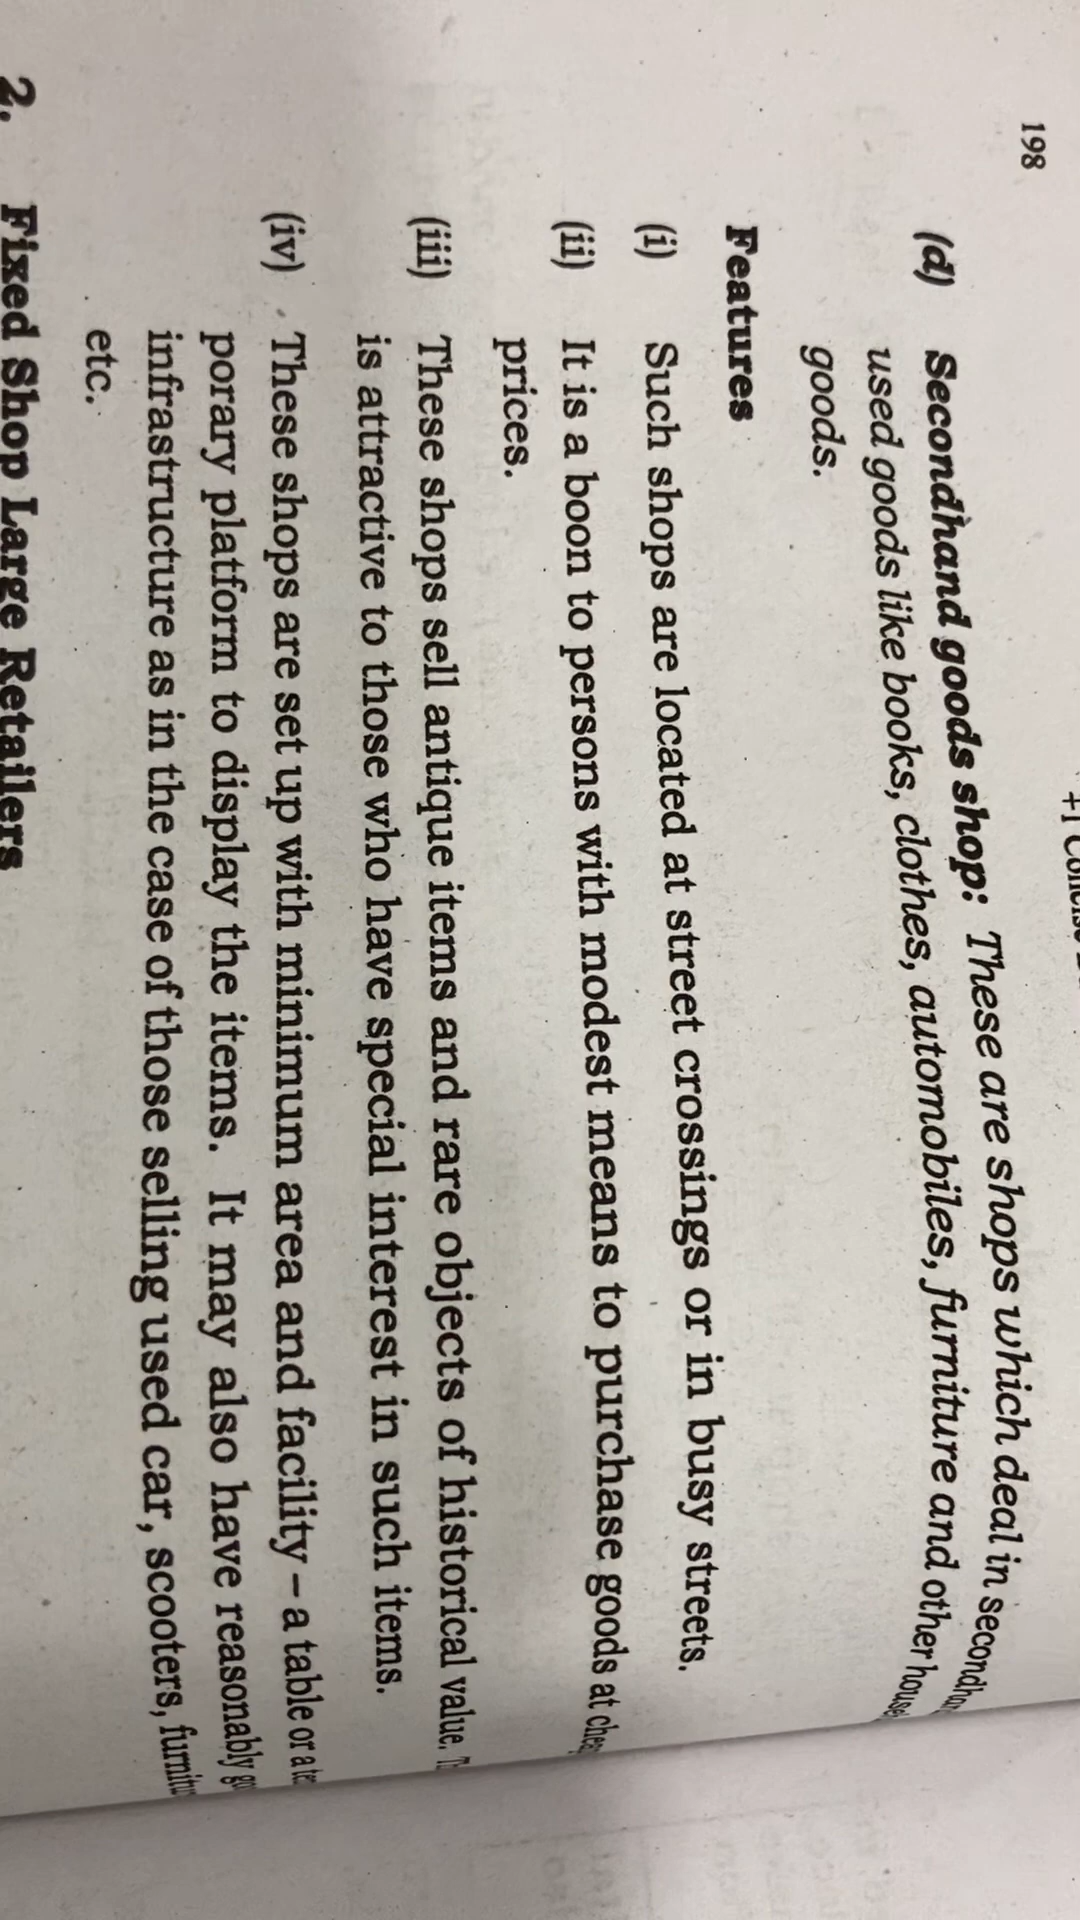 198
(d) Secondhand goods shop: These are shops which deal in
used goods like books, clothes, automobiles, furniture and other
goods.
Features
(i) Such shops are located at street crossings or in busy streets.
(ii) It is a boon to persons with modest means to purchase goods at
prices.
(iii) These shops sell antique items and rare objects of historical value.
is attractive to those who have special interest in such items.
(iv) These shops are set up with minimum area and facility – a table or a
porary platform to display the items. It may also have reasonably
infrastructure as in the case of those selling used car, scooters,
etc.
2. Fixed Shop Large Retailers